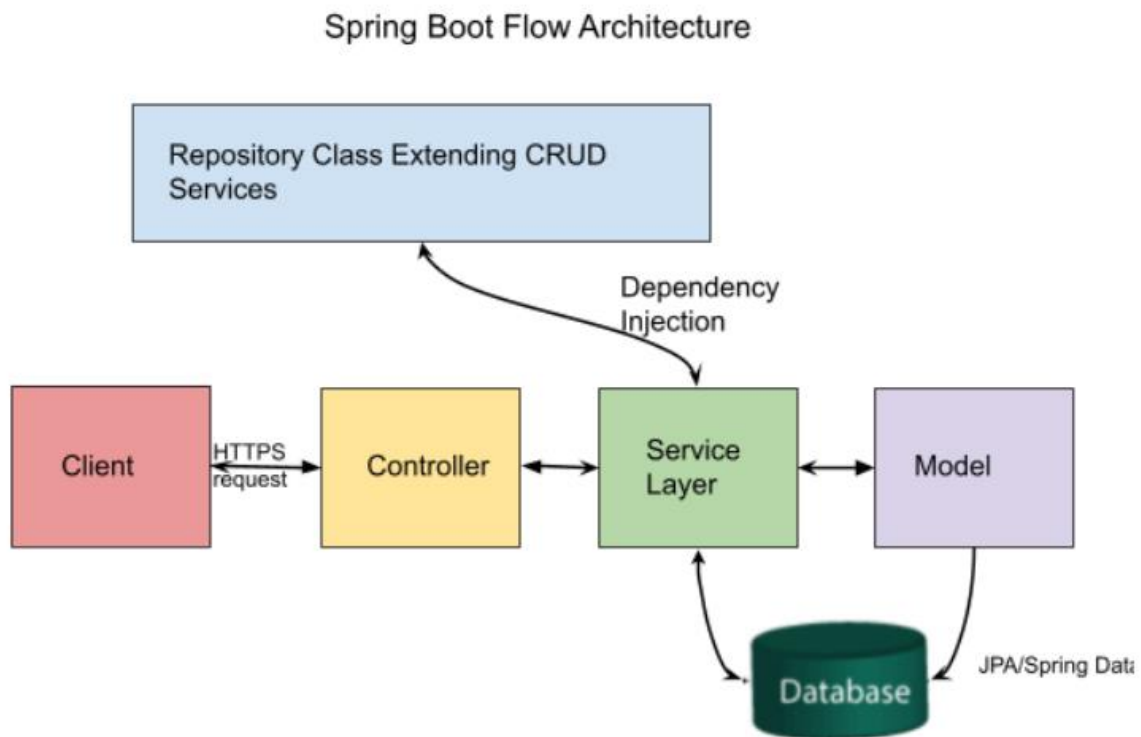 Spring Boot Flow Architecture
Repository Class Extending CRUD
Services
Dependency
Injection
Client
HTTPS
request
Controller
Service
Layer
Model
Database
JPA/Spring Data